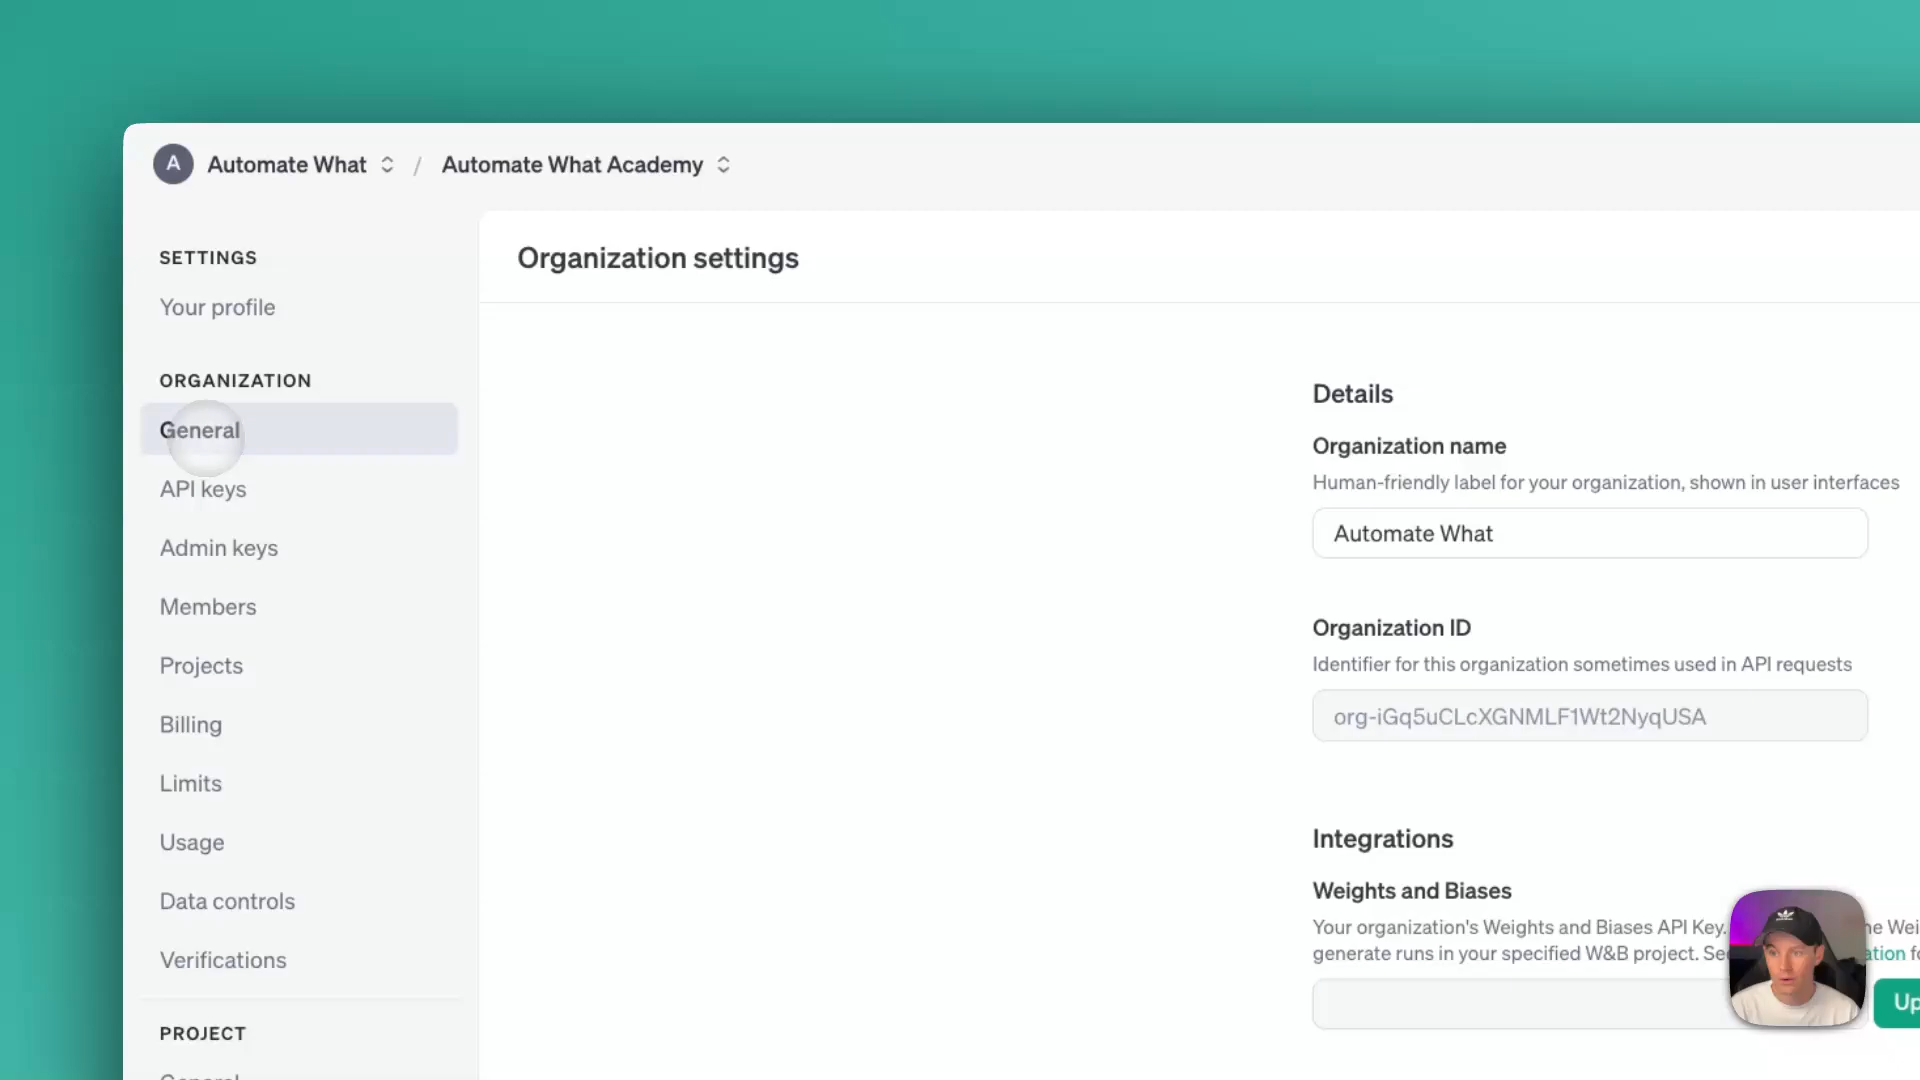 A Automate What / Automate What Academy
SETTINGS
Your profile
ORGANIZATION
General
API keys
Admin keys
Members
Projects
Billing
Limits
Usage
Data controls
Verifications
PROJECT
General
Organization settings
Details
Organization name
Human-friendly label for your organization, shown in user interfaces
Automate What
Organization ID
Identifier for this organization sometimes used in API requests
org-iGq5uCLcXGNMLF1Wt2NyqUSA
Integrations
Weights and Biases
Your organization's Weights and Biases API Key.
generate runs in your specified W&B project.
Up